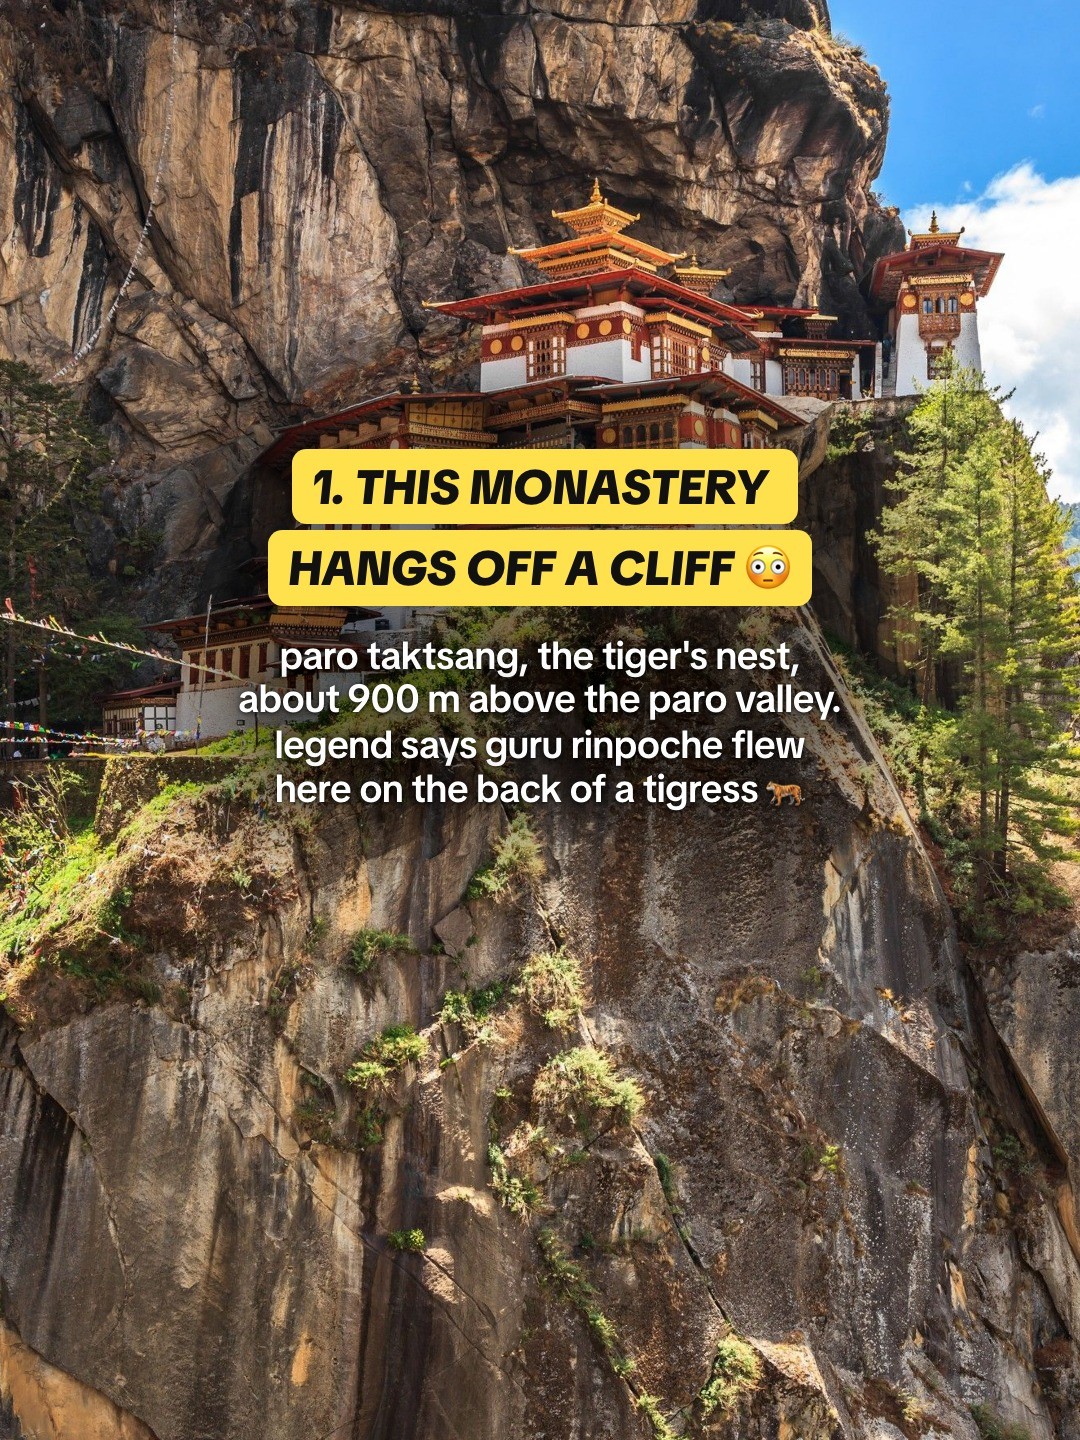 1. THIS MONASTERY
HANGS OFF A CLIFF 😳
paro taktsang, the tiger's nest,
about 900 m above the paro valley.
legend says guru rinpoche flew
here on the back of a tigress 🐅